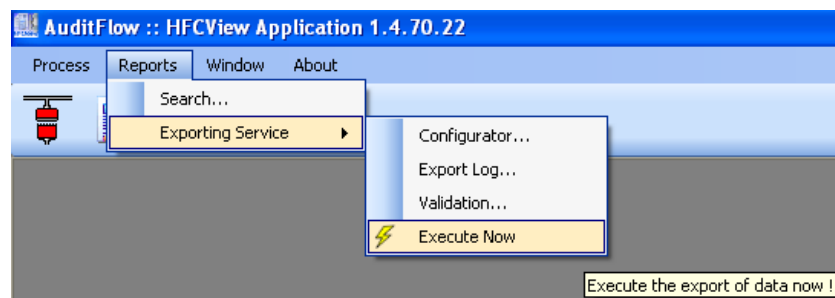 AuditFlow :: HFCView Application 1.4.70.22
Process Reports Window About
Search...
Exporting Service
Configurator...
Export Log...
Validation...
Execute Now
Execute the export of data now !